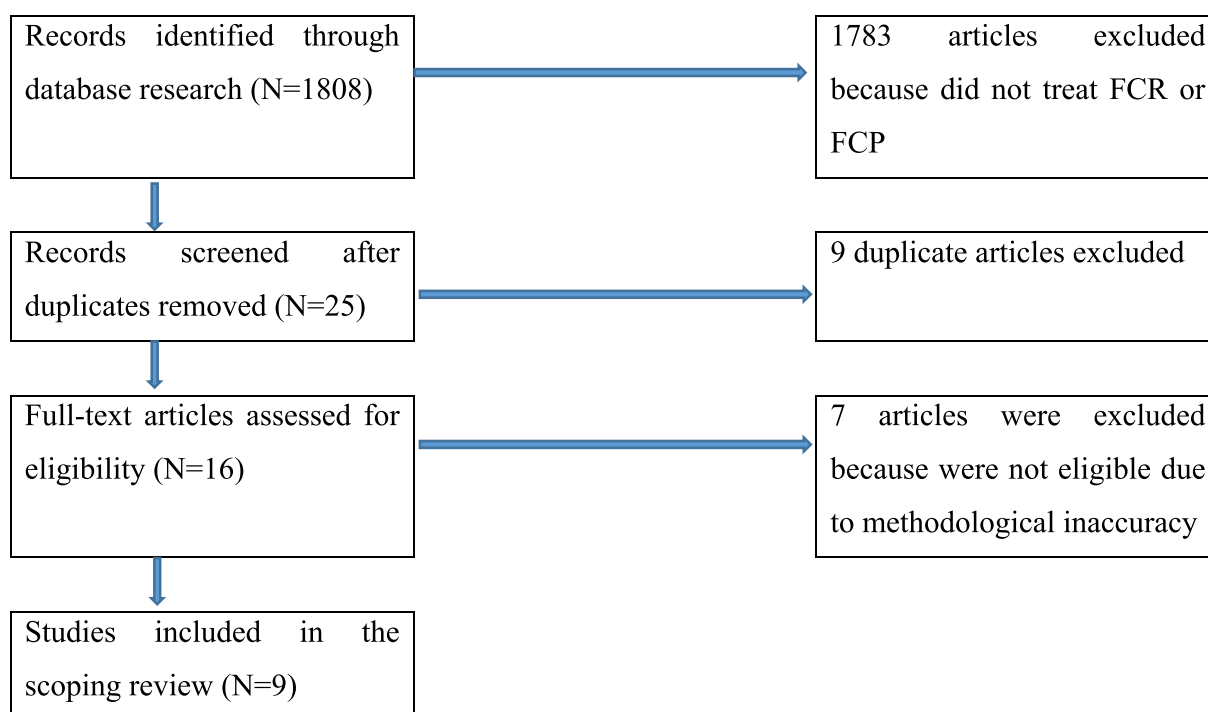 Records identified through
database research (N=1808)
1783 articles excluded
because did not treat FCR or
FCP
Records screened after
duplicates removed (N=25)
9 duplicate articles excluded
Full-text articles assessed for
eligibility (N=16)
7 articles were excluded
because were not eligible due
to methodological inaccuracy
Studies included in the
scoping review (N=9)